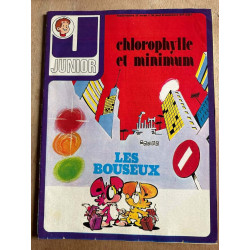 JUNIOR
chlorophylle
et minimum
LES
BOUSEUX